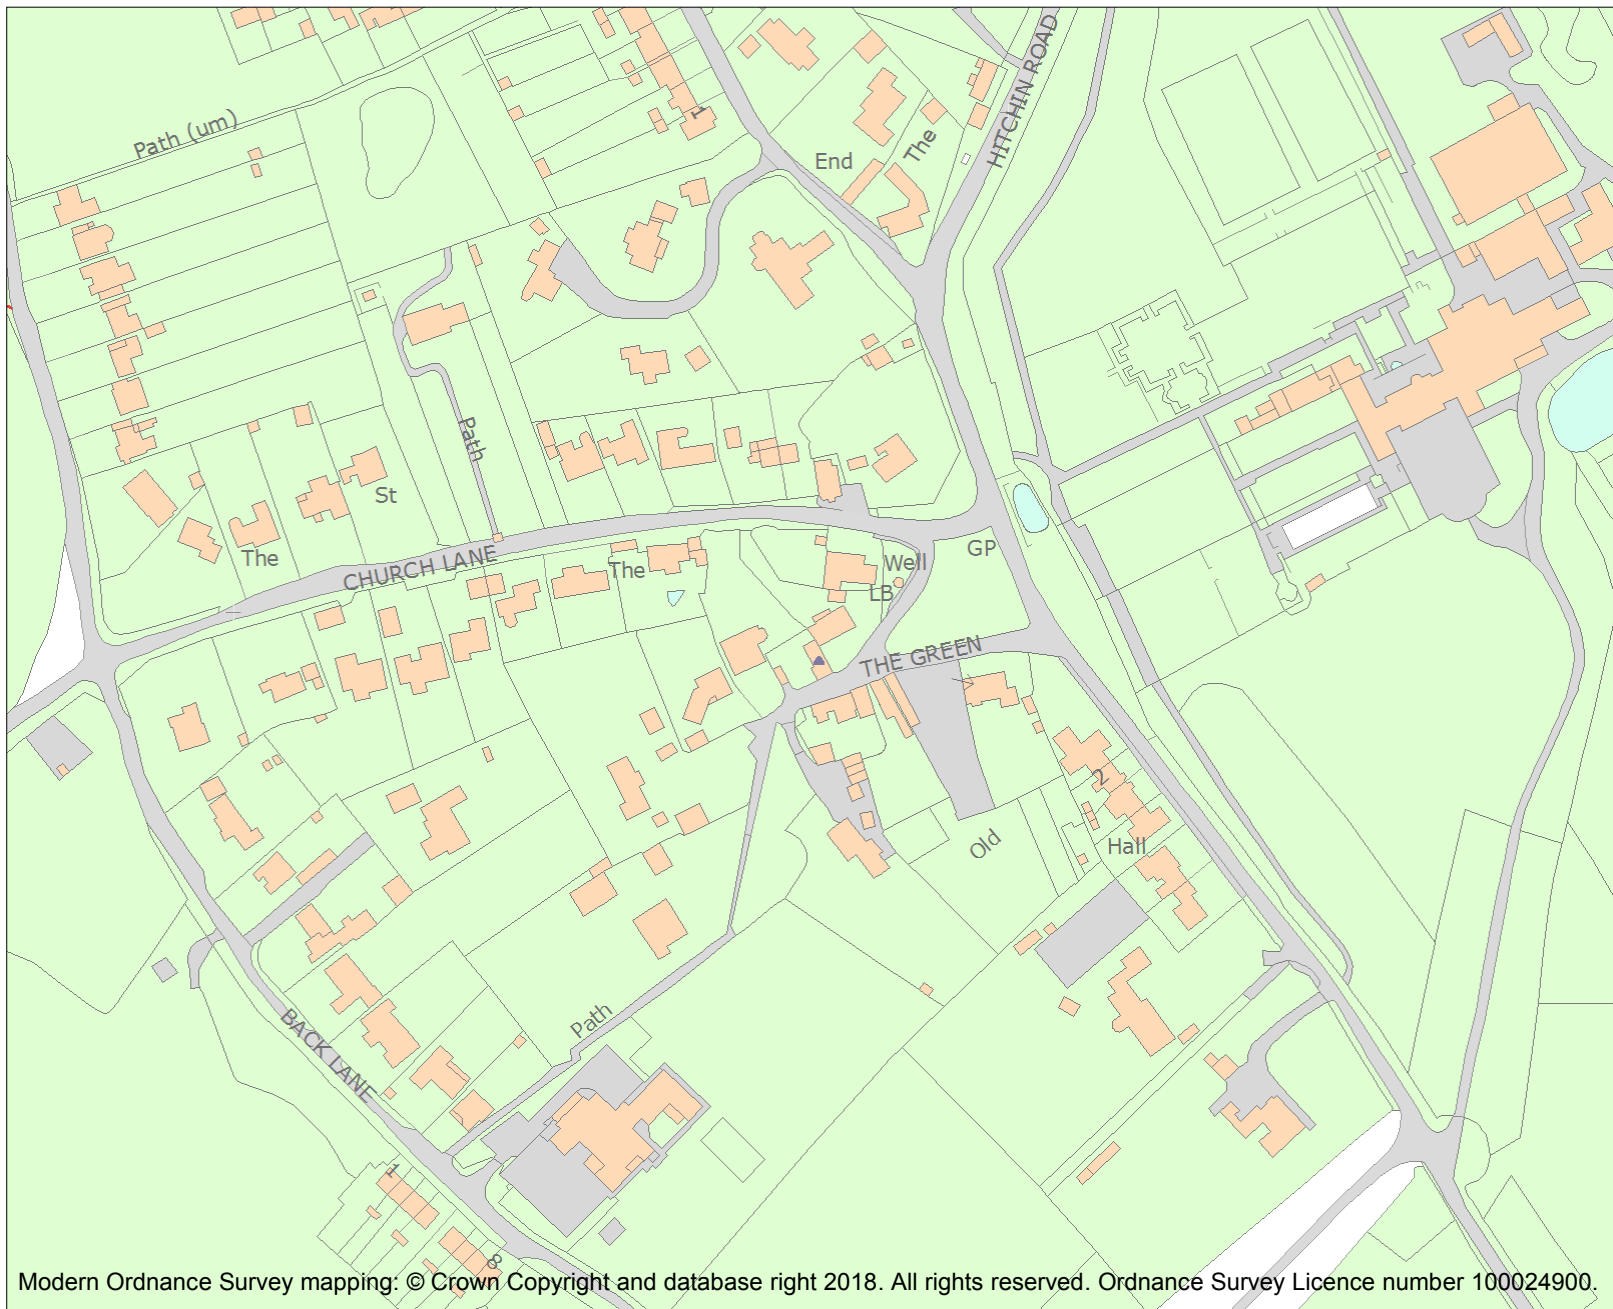 HITCHIN ROAD
1
Path (um)
End
The
Path
St
The
CHURCH LANE
The
Well
GP
LB
THE GREEN
2
Old
Hall
Path
BACK LANE
1
8
Modern Ordnance Survey mapping: © Crown Copyright and database right 2018. All rights reserved. Ordnance Survey Licence number 100024900.